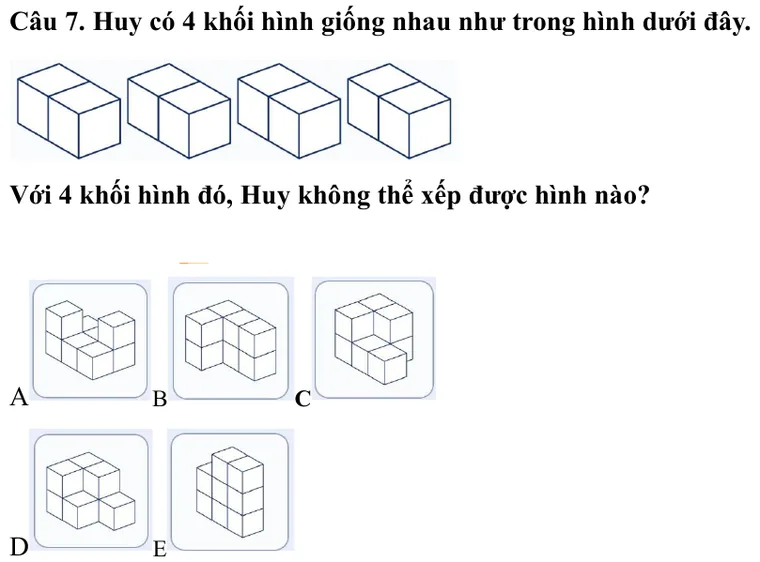 Câu 7. Huy có 4 khối hình giống nhau như trong hình dưới đây.
Với 4 khối hình đó, Huy không thể xếp được hình nào?
A B C
D E